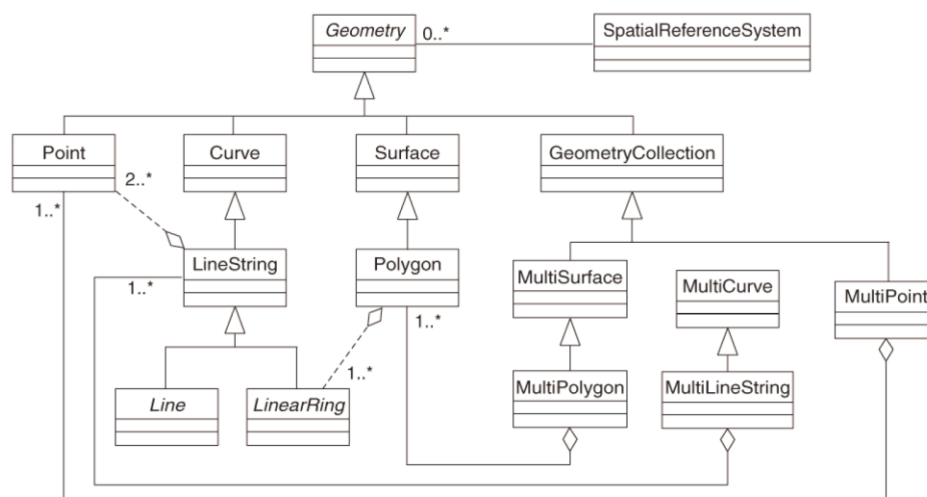 Geometry
0..*
SpatialReferenceSystem
Point
Curve
Surface
GeometryCollection
2..*
1..*
LineString
Polygon
MultiSurface
MultiCurve
MultiPoint
1..*
1..*
1..*
Line
LinearRing
MultiPolygon
MultiLineString